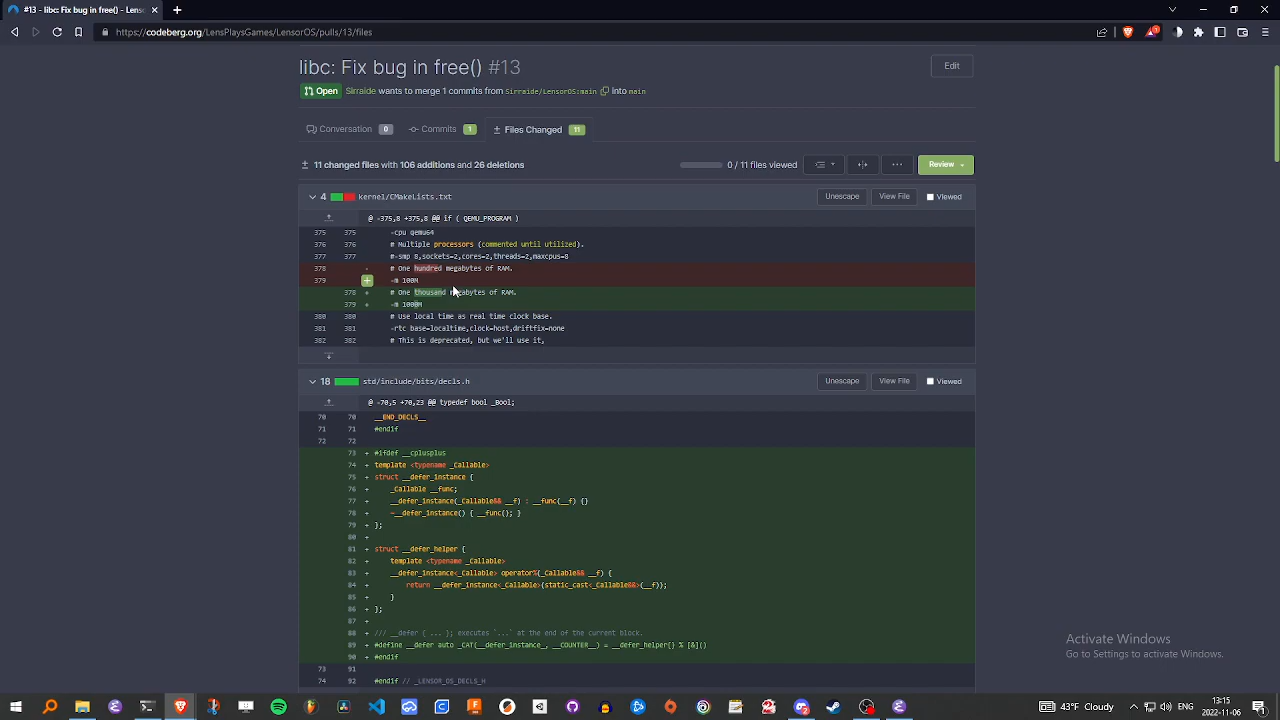 #13 - libc: Fix bug in free() - Lenso
https://codeberg.org/LensPlaysGames/LensorOS/pulls/13/files
libc: Fix bug in free() #13
Edit
Open Sirraide wants to merge 1 commits from Sirraide/LensorOS:main into main
Conversation 0 Commits 1 Files Changed 11
11 changed files with 106 additions and 26 deletions
0 / 11 files viewed
Review
4 kernel/CMakeLists.txt
Unescape View File Viewed
@ -375,8 +375,8 @@ if ( QEMU_PROGRAM )
375 375 -cpu qemu64
376 376 # Multiple processors (commented until utilized).
377 377 #-smp 8,sockets=2,cores=2,threads=2,maxcpus=8
378 - # One hundred megabytes of RAM.
379 -m 100M
378 + # One thousand megabytes of RAM.
379 + -m 1000M
380 380 # Use local time as real time clock base.
381 381 -rtc base=localtime,clock=host,driftfix=none
382 382 # This is deprecated, but we'll use it,
18 std/include/bits/decls.h
Unescape View File Viewed
@ -70,5 +70,23 @@ typedef bool _Bool;
70 70 __END_DECLS__
71 71 #endif
72 72
73 + #ifdef __cplusplus
74 + template <typename _Callable>
75 + struct __defer_instance {
76 + _Callable __func;
77 + __defer_instance(_Callable&& __f) : __func(__f) {}
78 + ~__defer_instance() { __func(); }
79 + };
80 +
81 + struct __defer_helper {
82 + template <typename _Callable>
83 + __defer_instance<_Callable> operator%(_Callable&& __f) {
84 + return __defer_instance<_Callable>(static_cast<_Callable&&>(__f));
85 + }
86 + };
87 +
88 + /// __defer { ... }; executes `...` at the end of the current block.
89 + #define __defer auto _CAT(__defer_instance_, __COUNTER__) = __defer_helper{} % [&]()
90 + #endif
73 91
74 92 #endif // _LENSOR_OS_DECLS_H
Activate Windows
Go to Settings to activate Windows.
43°F Cloudy
ENG
13:15
2022-11-06